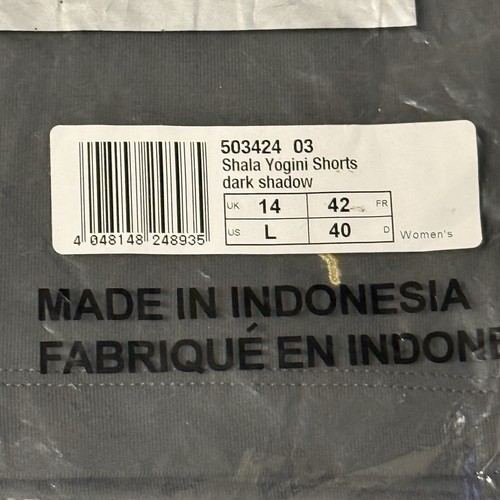 503424 03
Shala Yogini Shorts
dark shadow
UK 14 42 FR
US L 40 D
Women's
4 048148 248935
MADE IN INDONESIA
FABRIQUÉ EN INDONE